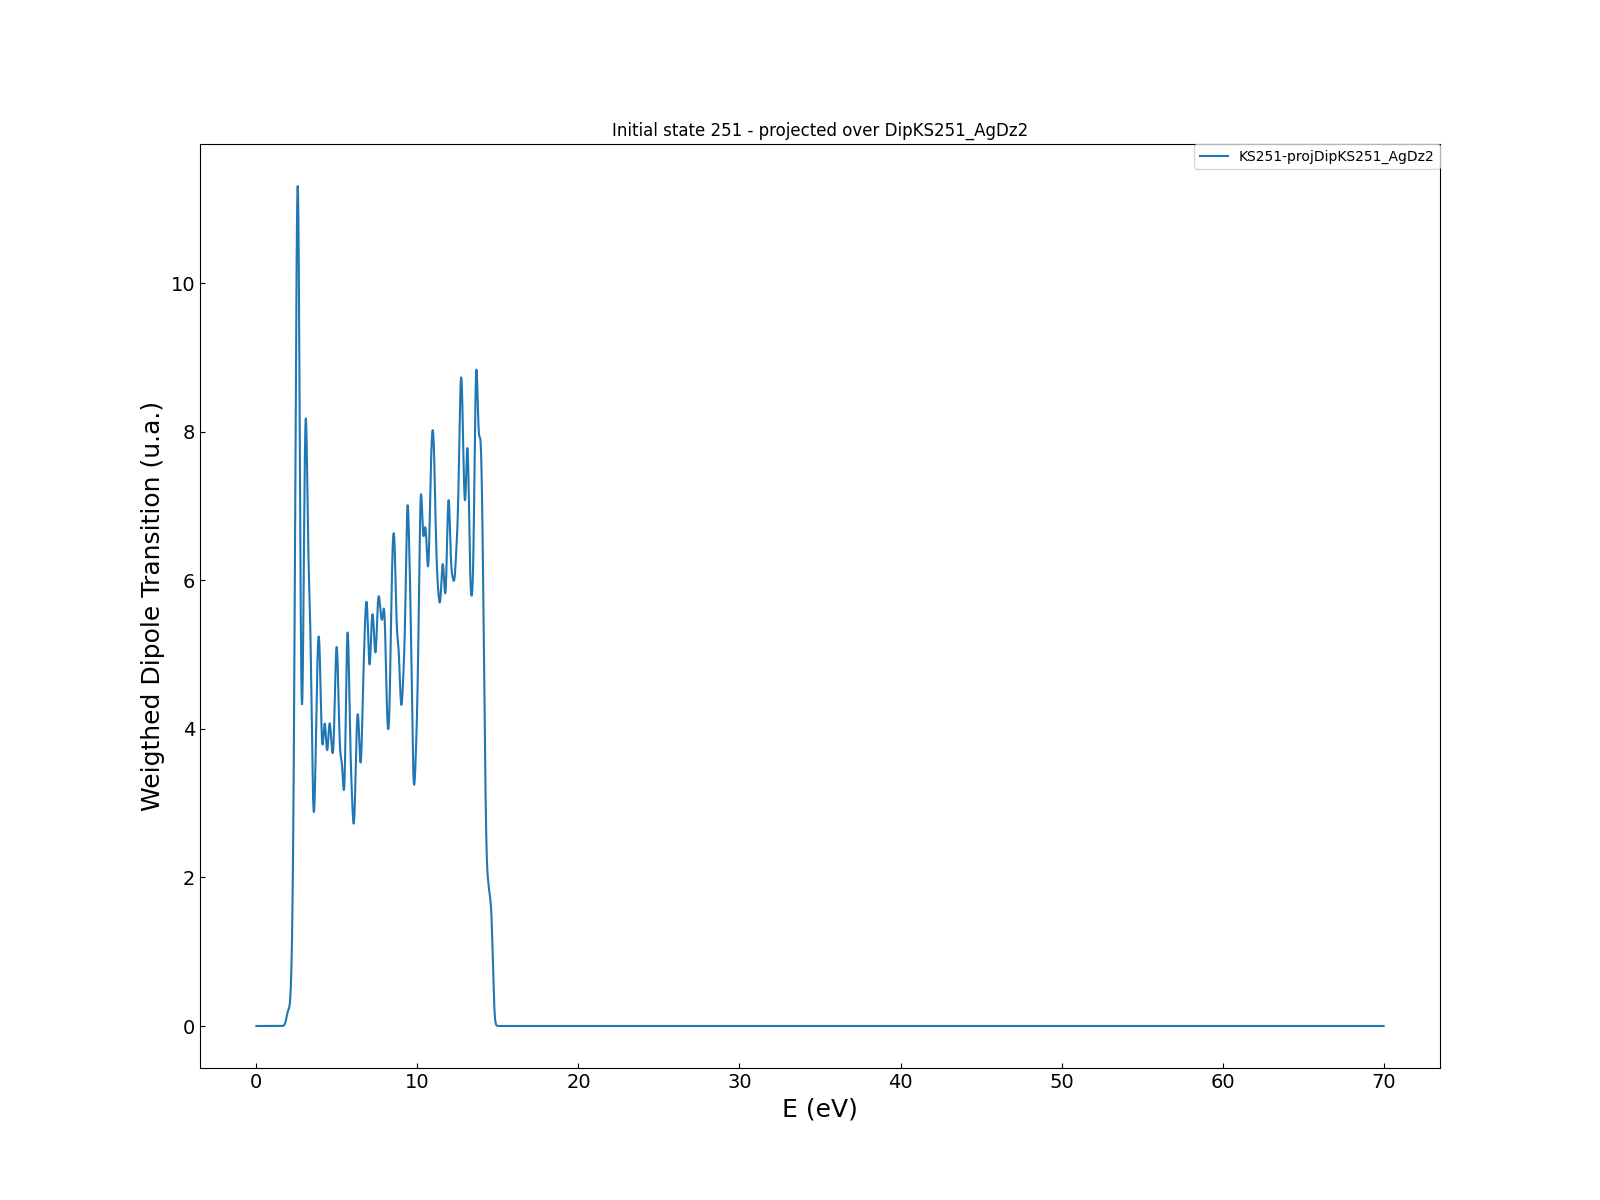 Initial state 251 - projected over DipKS251_AgDz2
KS251-projDipKS251_AgDz2
Weigthed Dipole Transition (u.a.)
10
8
6
4
2
0
0 10 20 30 40 50 60 70
E (eV)